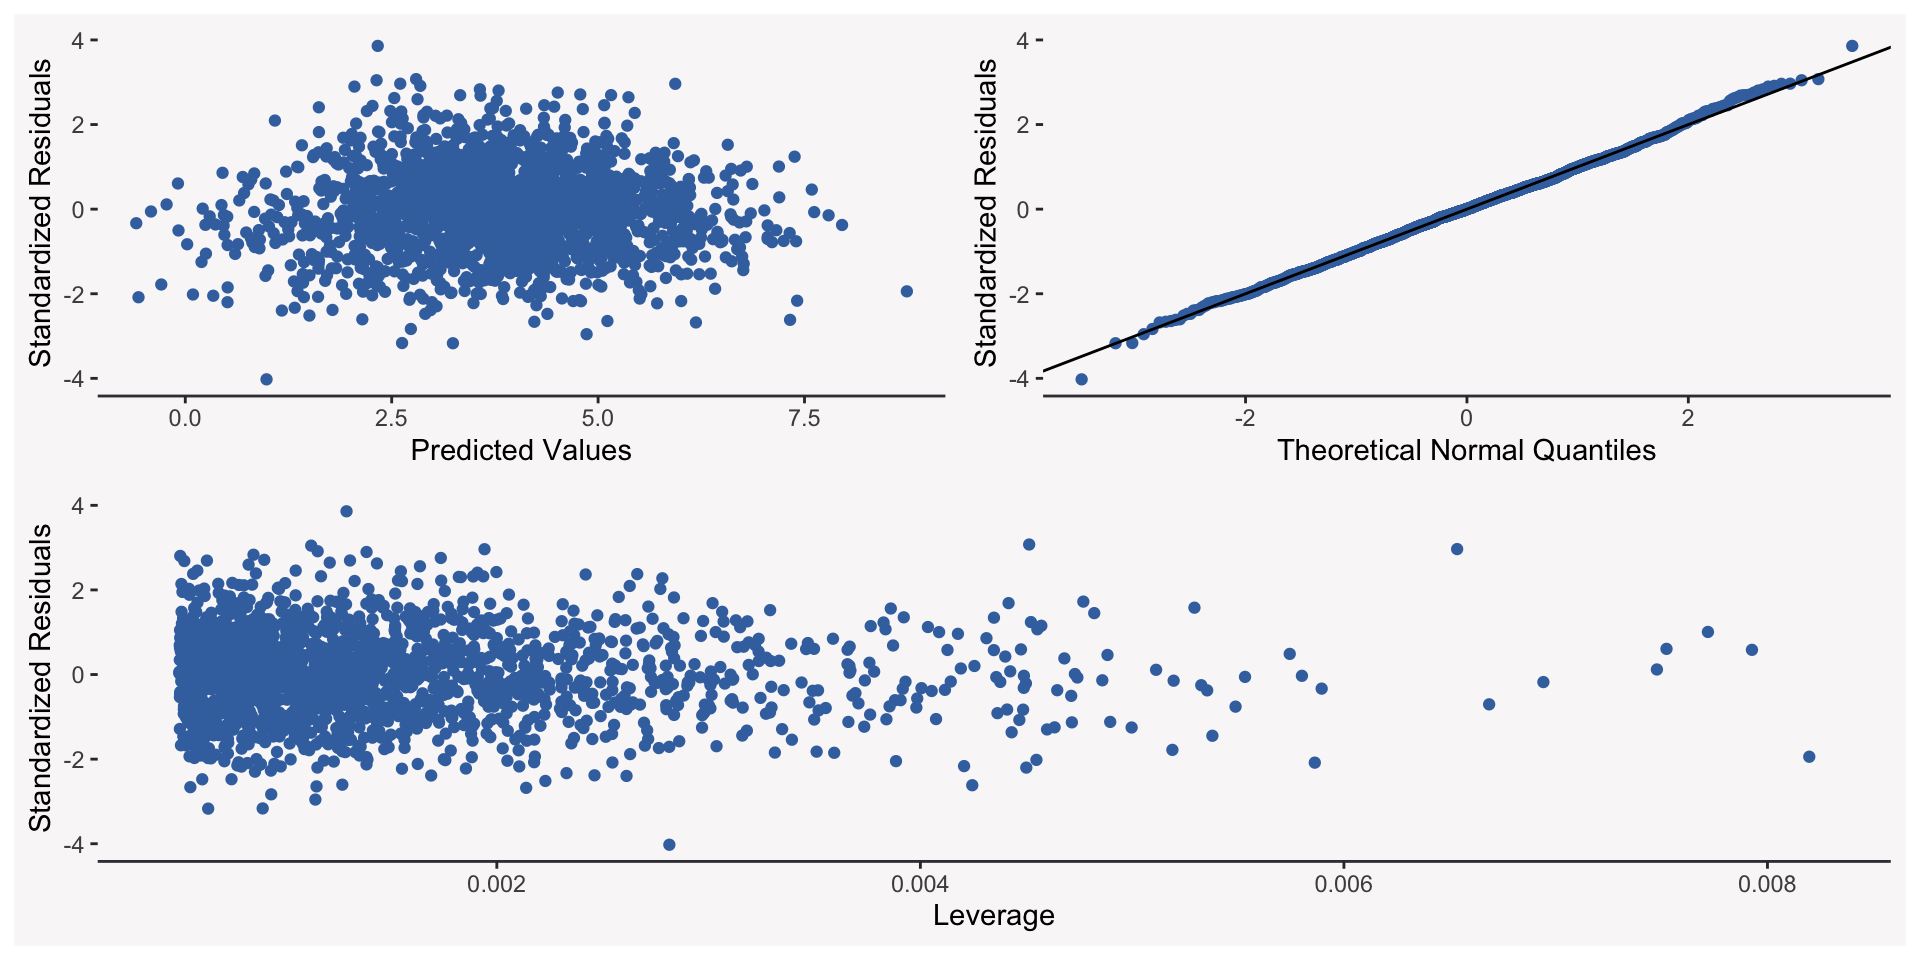 Standardized Residuals
4
2
0
-2
-4
0.0 2.5 5.0 7.5
Predicted Values
Standardized Residuals
4
2
0
-2
-4
-2 0 2
Theoretical Normal Quantiles
Standardized Residuals
4
2
0
-2
-4
0.002 0.004 0.006 0.008
Leverage